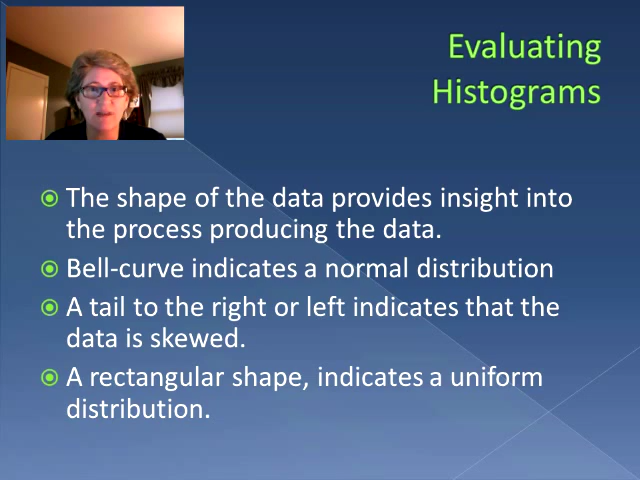 Evaluating
Histograms
The shape of the data provides insight into
the process producing the data.
Bell-curve indicates a normal distribution
A tail to the right or left indicates that the
data is skewed.
A rectangular shape, indicates a uniform
distribution.